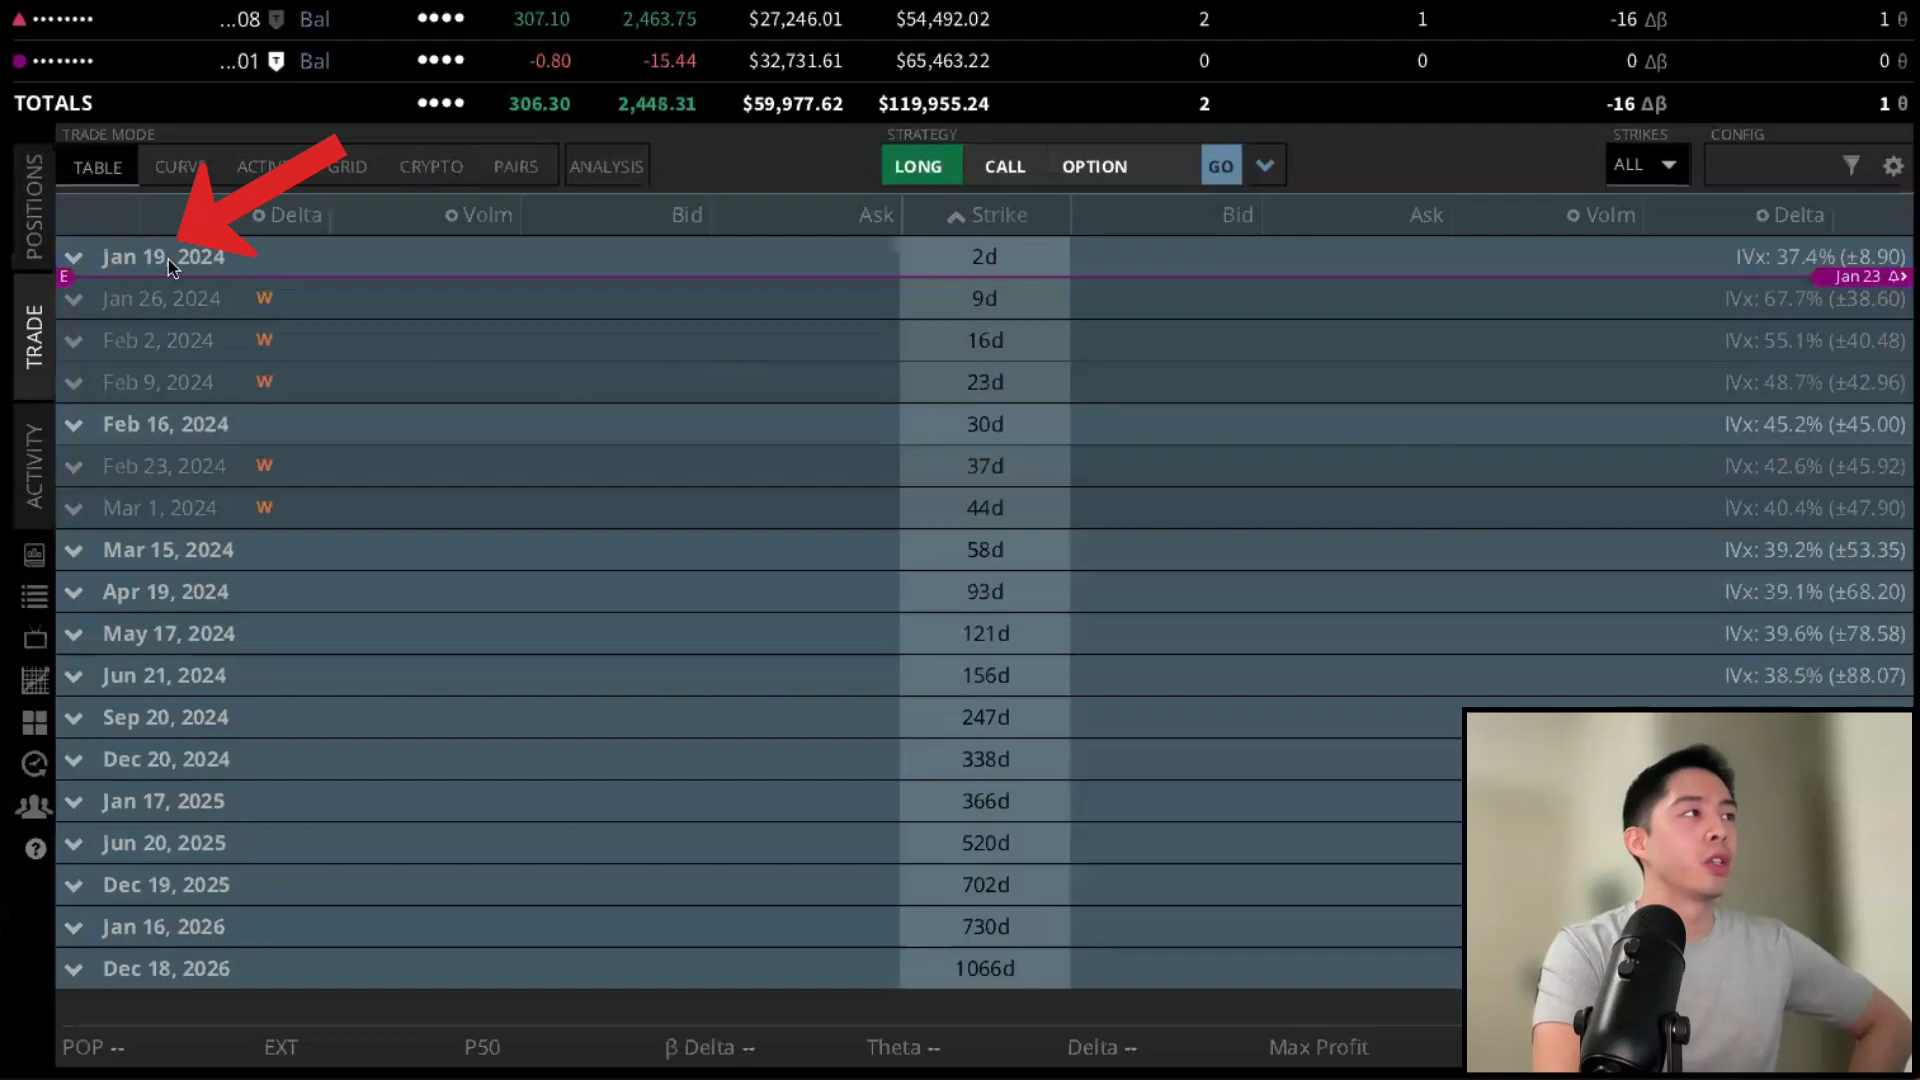 ...08 T Bal 307.10 2,463.75 $27,246.01 $54,492.02 2 1 -16 Δβ 1 θ
...01 T Bal -0.80 -15.44 $32,731.61 $65,463.22 0 0 0 Δβ 0 θ
TOTALS 306.30 2,448.31 $59,977.62 $119,955.24 2 -16 Δβ 1 θ
TRADE MODE STRATEGY STRIKES CONFIG
TABLE CURVE ACTIVE GRID CRYPTO PAIRS ANALYSIS LONG CALL OPTION GO ALL
Delta Volm Bid Ask Strike Bid Ask Volm Delta
Jan 19, 2024 2d IVx: 37.4% (±8.90)
E Jan 23
Jan 26, 2024 W 9d IVx: 67.7% (±38.60)
Feb 2, 2024 W 16d IVx: 55.1% (±40.48)
Feb 9, 2024 W 23d IVx: 48.7% (±42.96)
Feb 16, 2024 30d IVx: 45.2% (±45.00)
Feb 23, 2024 W 37d IVx: 42.6% (±45.92)
Mar 1, 2024 W 44d IVx: 40.4% (±47.90)
Mar 15, 2024 58d IVx: 39.2% (±53.35)
Apr 19, 2024 93d IVx: 39.1% (±68.20)
May 17, 2024 121d IVx: 39.6% (±78.58)
Jun 21, 2024 156d IVx: 38.5% (±88.07)
Sep 20, 2024 247d
Dec 20, 2024 338d
Jan 17, 2025 366d
Jun 20, 2025 520d
Dec 19, 2025 702d
Jan 16, 2026 730d
Dec 18, 2026 1066d
POP -- EXT P50 β Delta -- Theta -- Delta -- Max Profit
POSITIONS
TRADE
ACTIVITY